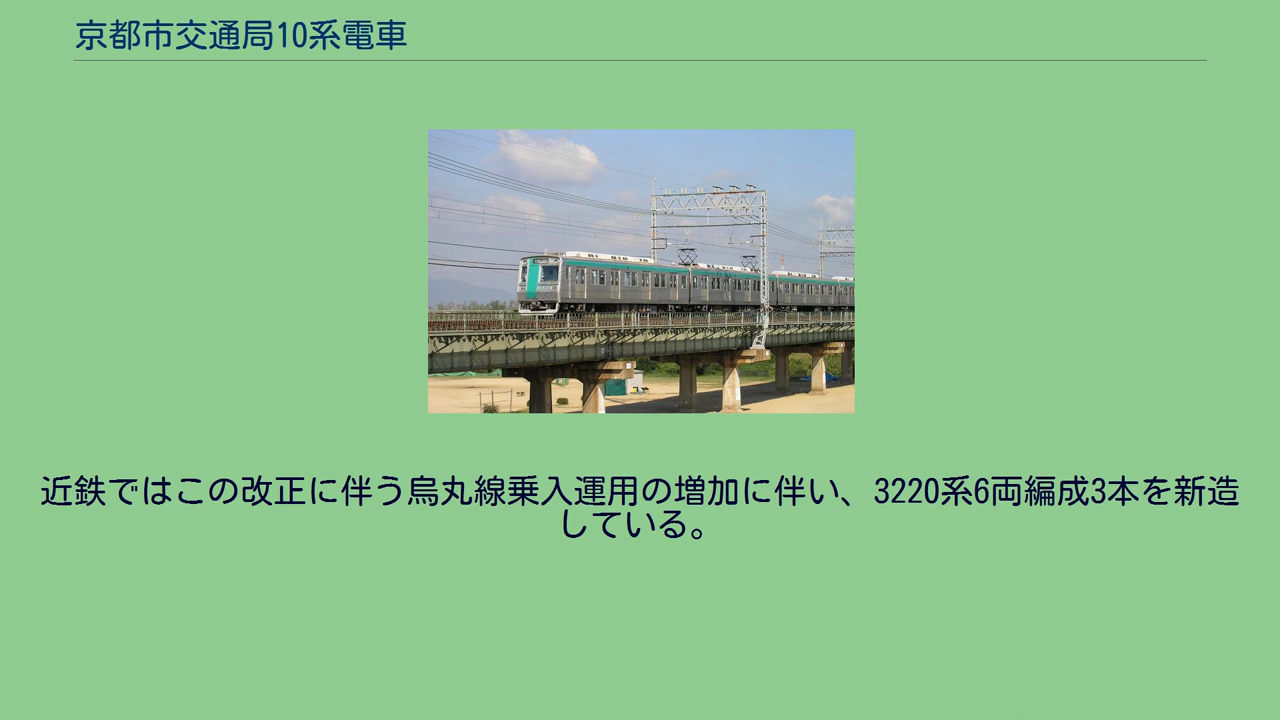 京都市交通局10系電車
近鉄ではこの改正に伴う烏丸線乗入運用の増加に伴い、3220系6両編成3本を新造
している。